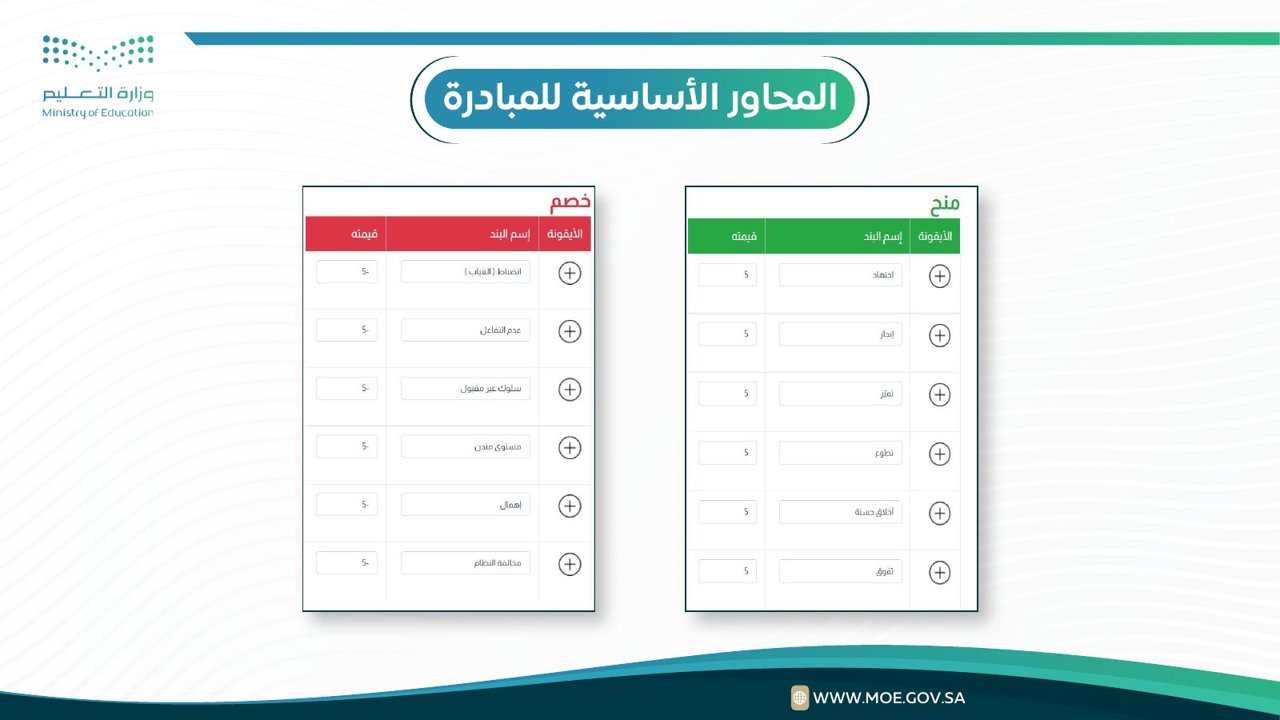 وزارة التعليم
Ministry of Education
المحاور الأساسية للمبادرة
منح
الأيقونة إسم البند قيمته
اجتهاد 5
إنجاز 5
تميّز 5
تطوع 5
أخلاق حسنة 5
تفوق 5
خصم
الأيقونة إسم البند قيمته
انضباط ( الغياب ) -5
عدم التفاعل -5
سلوك غير مقبول -5
مستوى متدن -5
إهمال -5
مخالفة النظام -5
WWW.MOE.GOV.SA